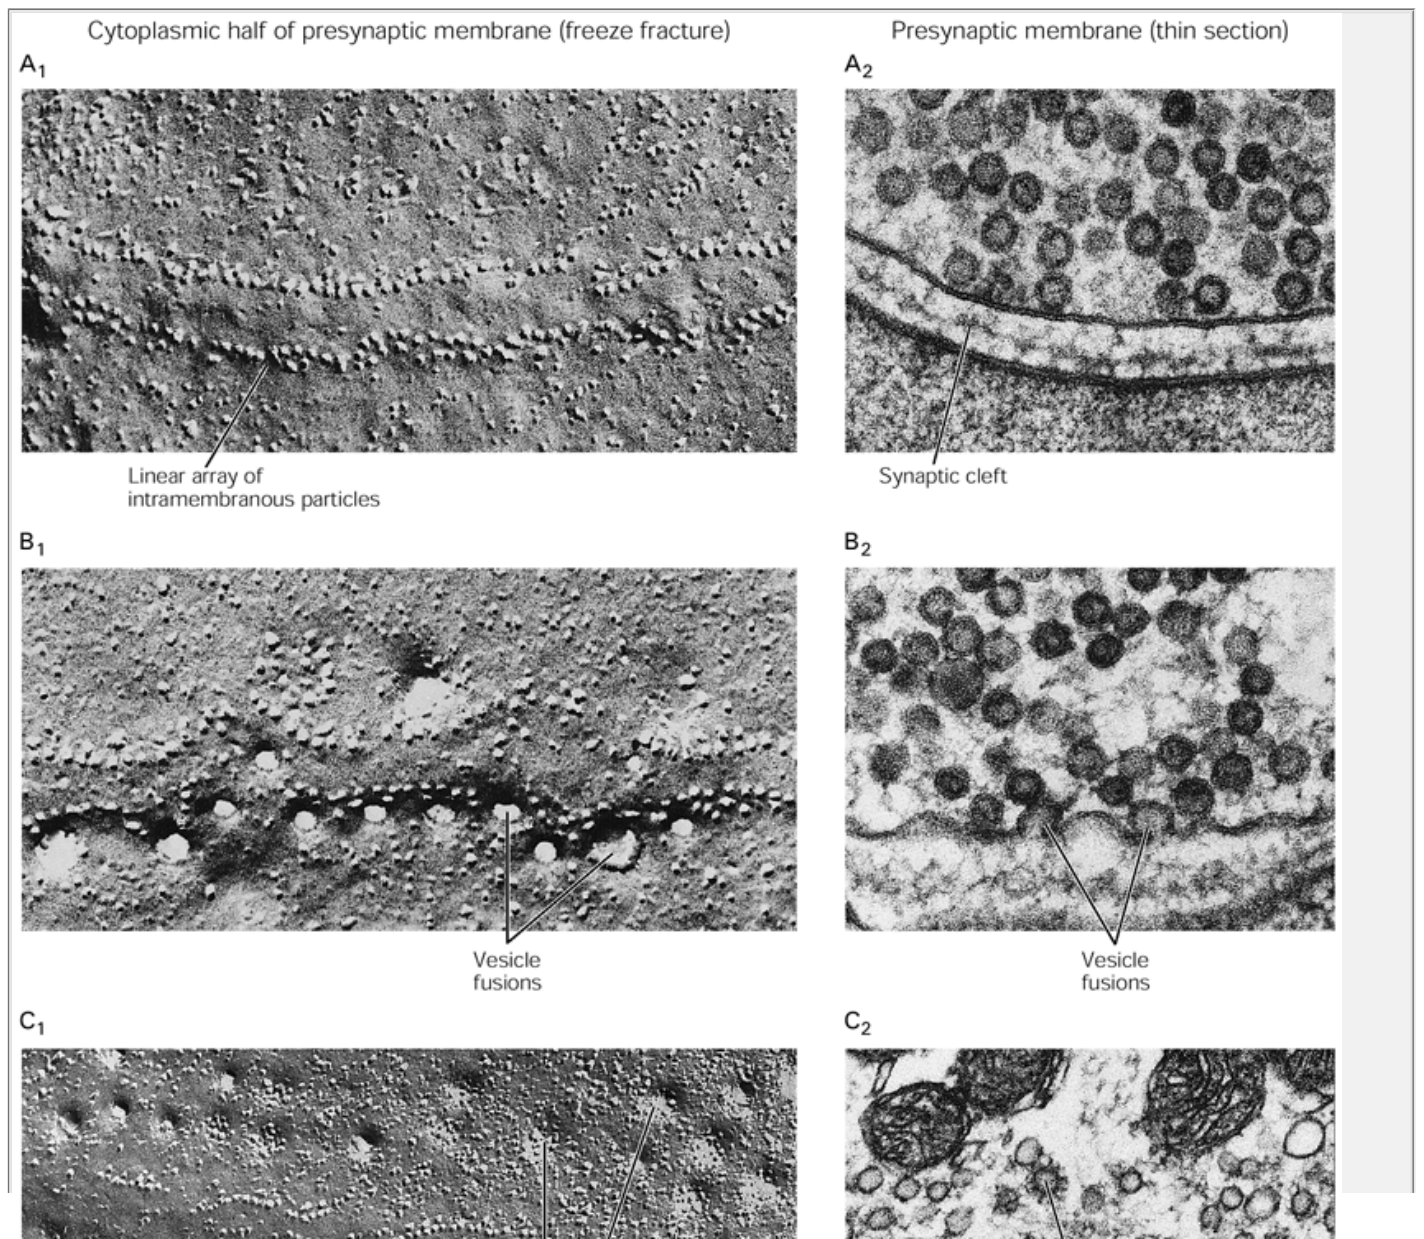 Cytoplasmic half of presynaptic membrane (freeze fracture)
Presynaptic membrane (thin section)
A1
A2
Linear array of
intramembranous particles
Synaptic cleft
B1
B2
Vesicle
fusions
Vesicle
fusions
C1
C2